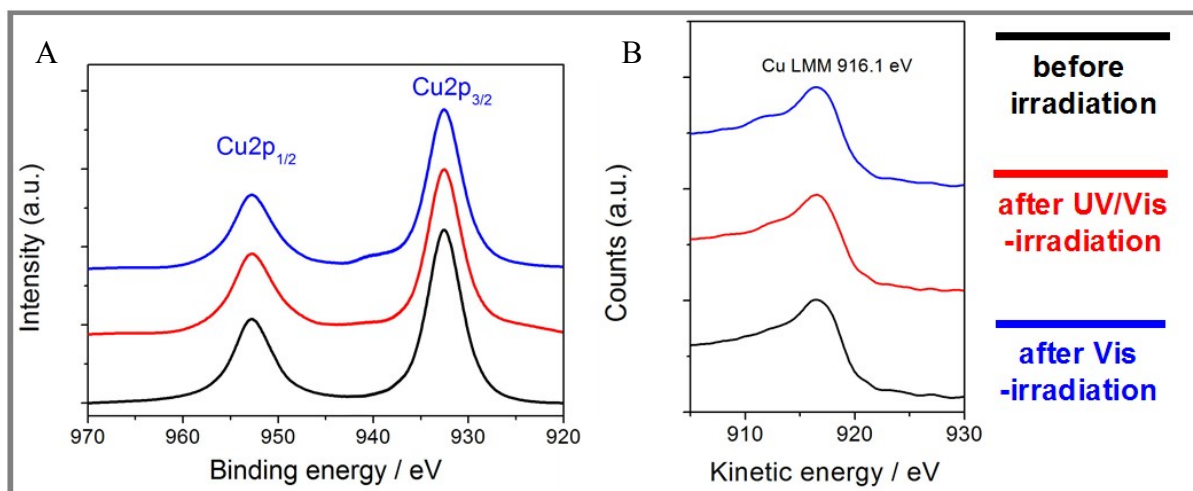 A
Cu2p1/2
Cu2p3/2
Intensity (a.u.)
970 960 950 940 930 920
Binding energy / eV
B
Cu LMM 916.1 eV
Counts (a.u.)
910 920 930
Kinetic energy / eV
before
irradiation
after UV/Vis
-irradiation
after Vis
-irradiation